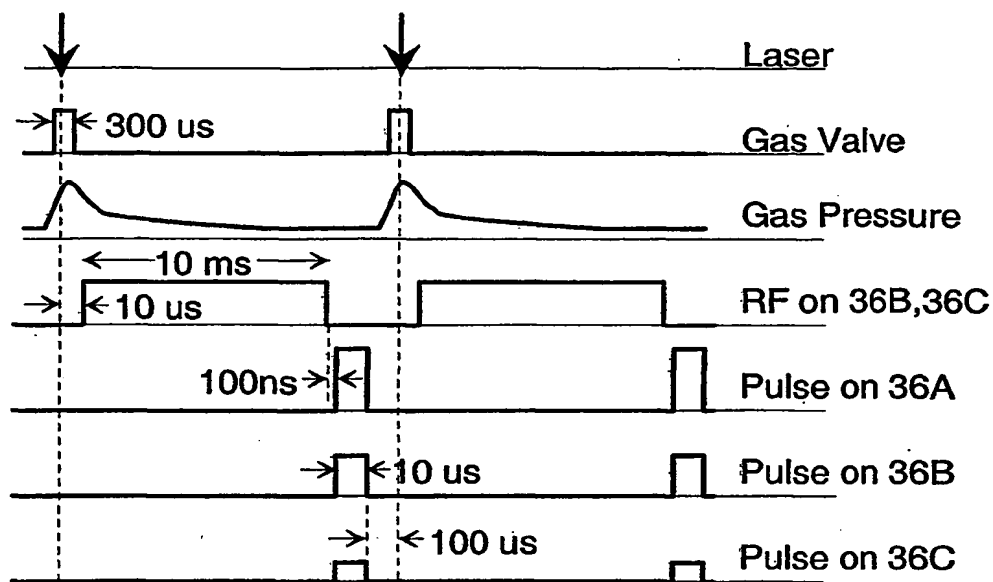 Laser
300 us
Gas Valve
Gas Pressure
10 ms
10 us
RF on 36B,36C
100ns
Pulse on 36A
10 us
Pulse on 36B
100 us
Pulse on 36C